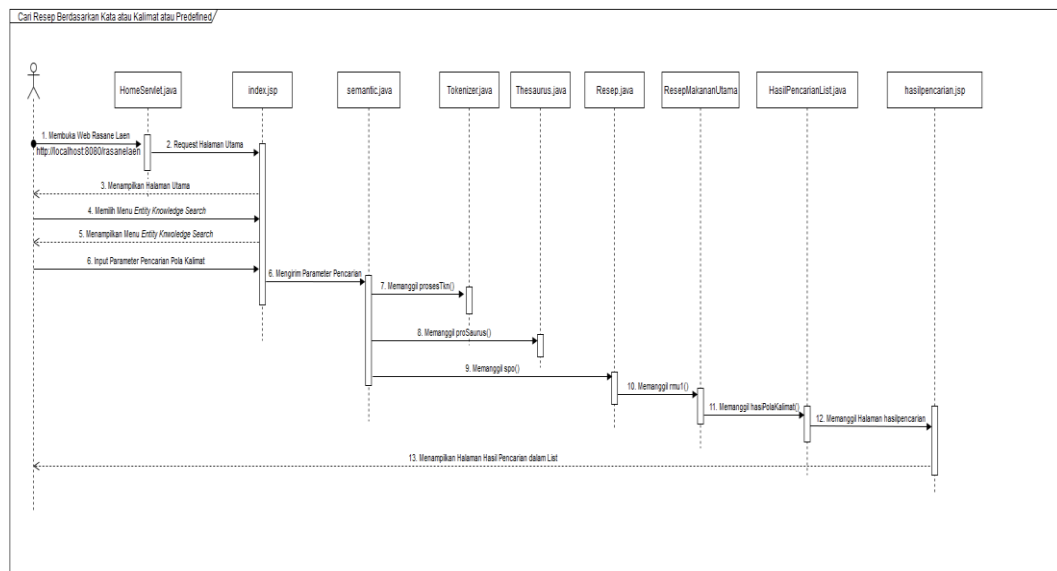 Cari Resep Berdasarkan Kata atau Kalimat atau Predefined
HomeServlet.java
index.jsp
semantic.java
Tokenizer.java
Thesaurus.java
Resep.java
ResepMakananUtama
HasilPencarianList.java
hasilpencarian.jsp
1. Membuka Web Rasane Laen
http://localhost:8080/rasanelaen
2. Request Halaman Utama
3. Menampilkan Halaman Utama
4. Memilih Menu Entity Knowledge Search
5. Menampilkan Menu Entity Knwoledge Search
6. Input Parameter Pencarian Pola Kalimat
6. Mengirim Parameter Pencarian
7. Memanggil prosesTkn()
8. Memanggil proSaurus()
9. Memanggil spo()
10. Memanggil rmu1()
11. Memanggil hasiPolaKalimat()
12. Memanggil Halaman hasilpencarian
13. Menampilkan Halaman Hasil Pencarian dalam List